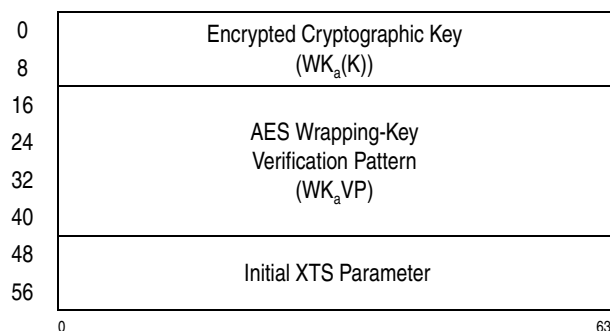 0
Encrypted Cryptographic Key
8
(WKₐ(K))
16
24
AES Wrapping-Key
Verification Pattern
32
(WKₐVP)
40
48
Initial XTS Parameter
56
0 63